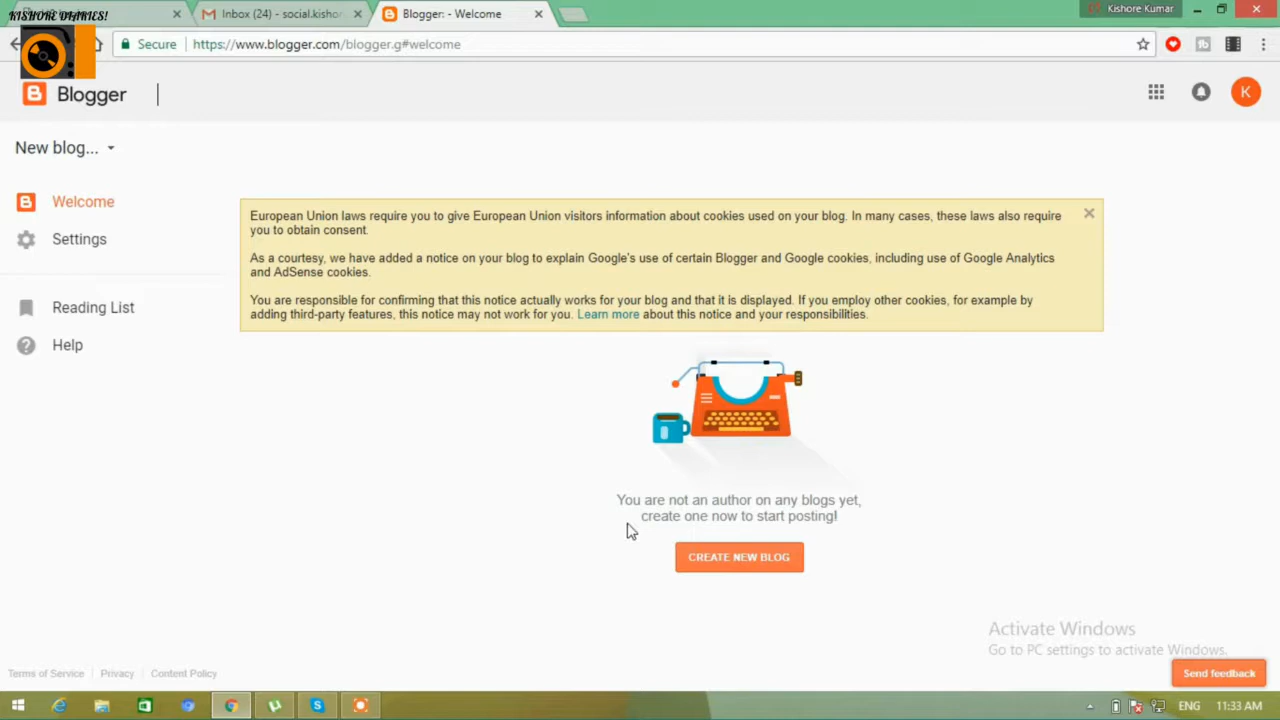 KISHORE DIARIES!
Inbox (24) - social.kishor
Blogger: - Welcome
Kishore Kumar
Secure
https://www.blogger.com/blogger.g#welcome
Blogger
K
New blog...
Welcome
Settings
Reading List
Help
European Union laws require you to give European Union visitors information about cookies used on your blog. In many cases, these laws also require
you to obtain consent.
As a courtesy, we have added a notice on your blog to explain Google's use of certain Blogger and Google cookies, including use of Google Analytics
and AdSense cookies.
You are responsible for confirming that this notice actually works for your blog and that it is displayed. If you employ other cookies, for example by
adding third-party features, this notice may not work for you. Learn more about this notice and your responsibilities.
You are not an author on any blogs yet,
create one now to start posting!
CREATE NEW BLOG
Activate Windows
Go to PC settings to activate Windows.
Send feedback
Terms of Service
Privacy
Content Policy
ENG
11:33 AM